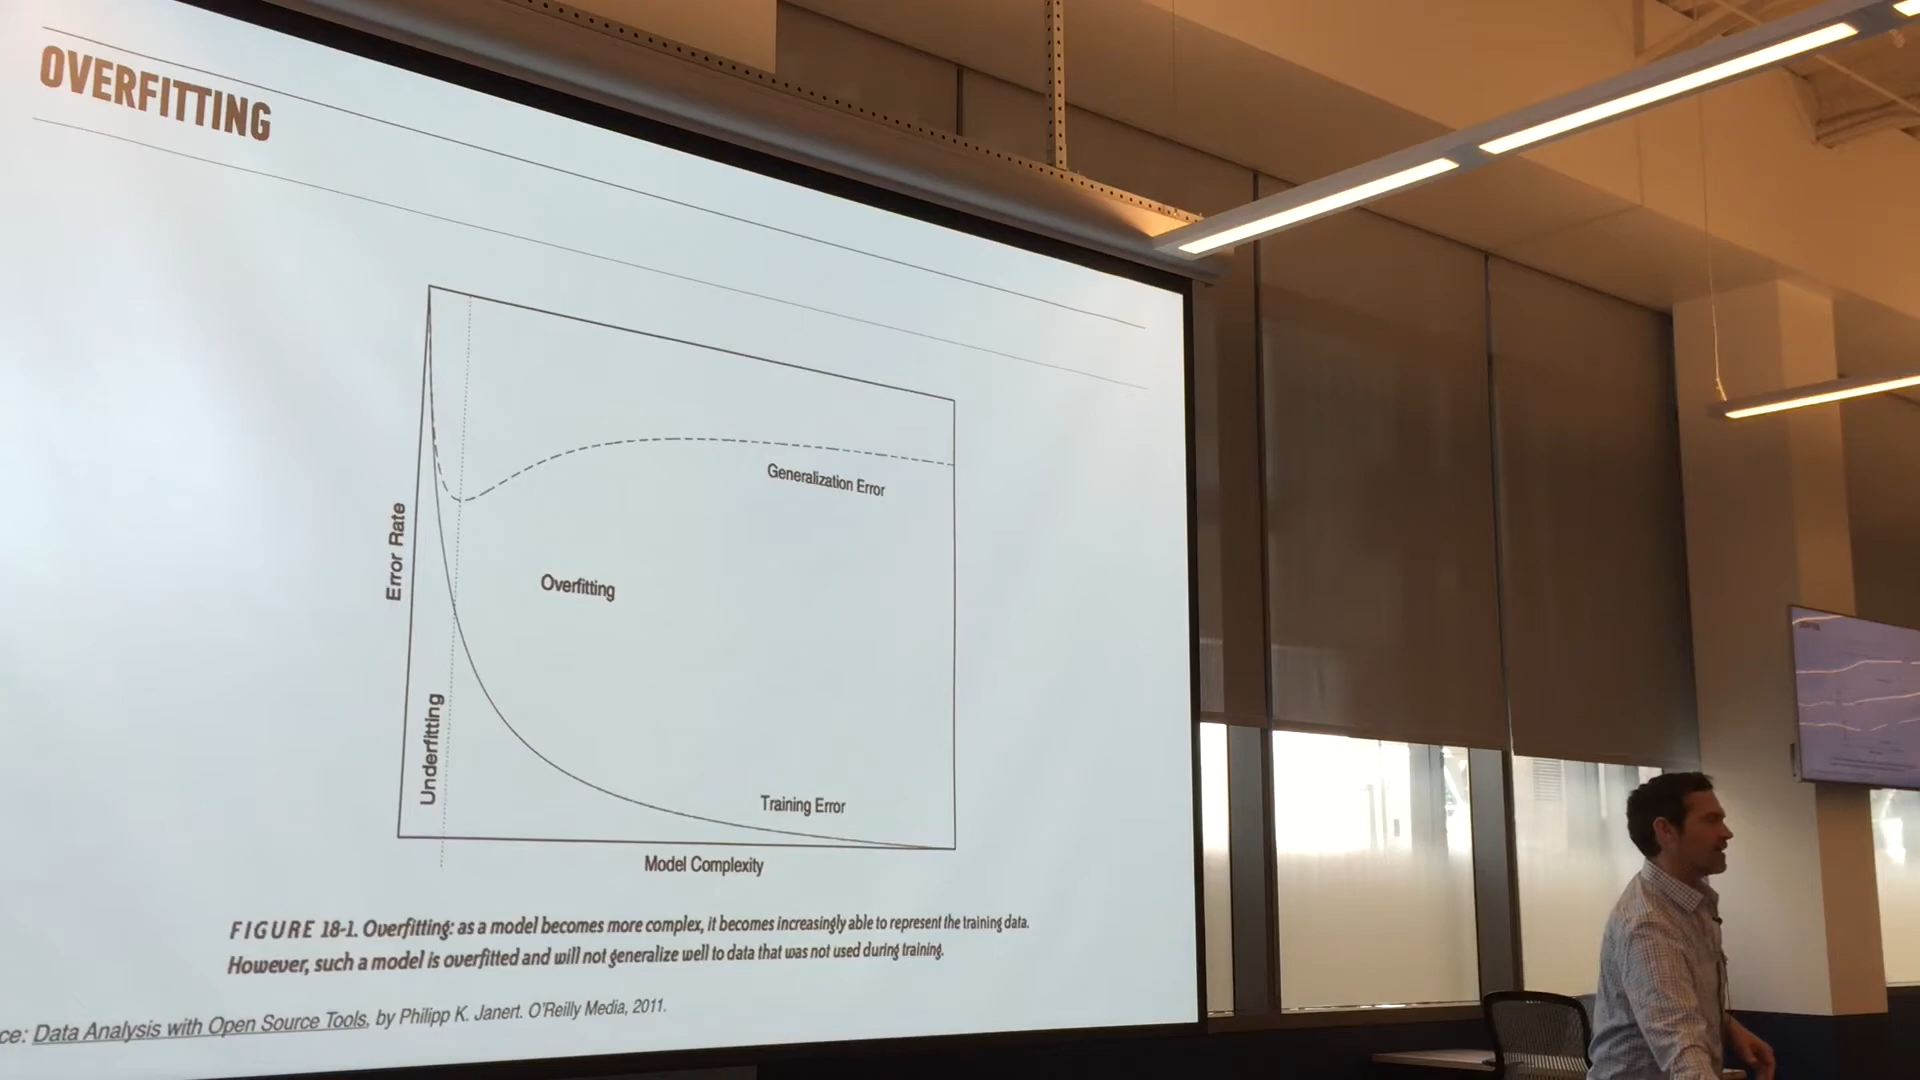 OVERFITTING
Generalization Error
Error Rate
Overfitting
Underfitting
Training Error
Model Complexity
FIGURE 18-1. Overfitting: as a model becomes more complex, it becomes increasingly able to represent the training data.
However, such a model is overfitted and will not generalize well to data that was not used during training.
ce: Data Analysis with Open Source Tools, by Philipp K. Janert. O'Reilly Media, 2011.